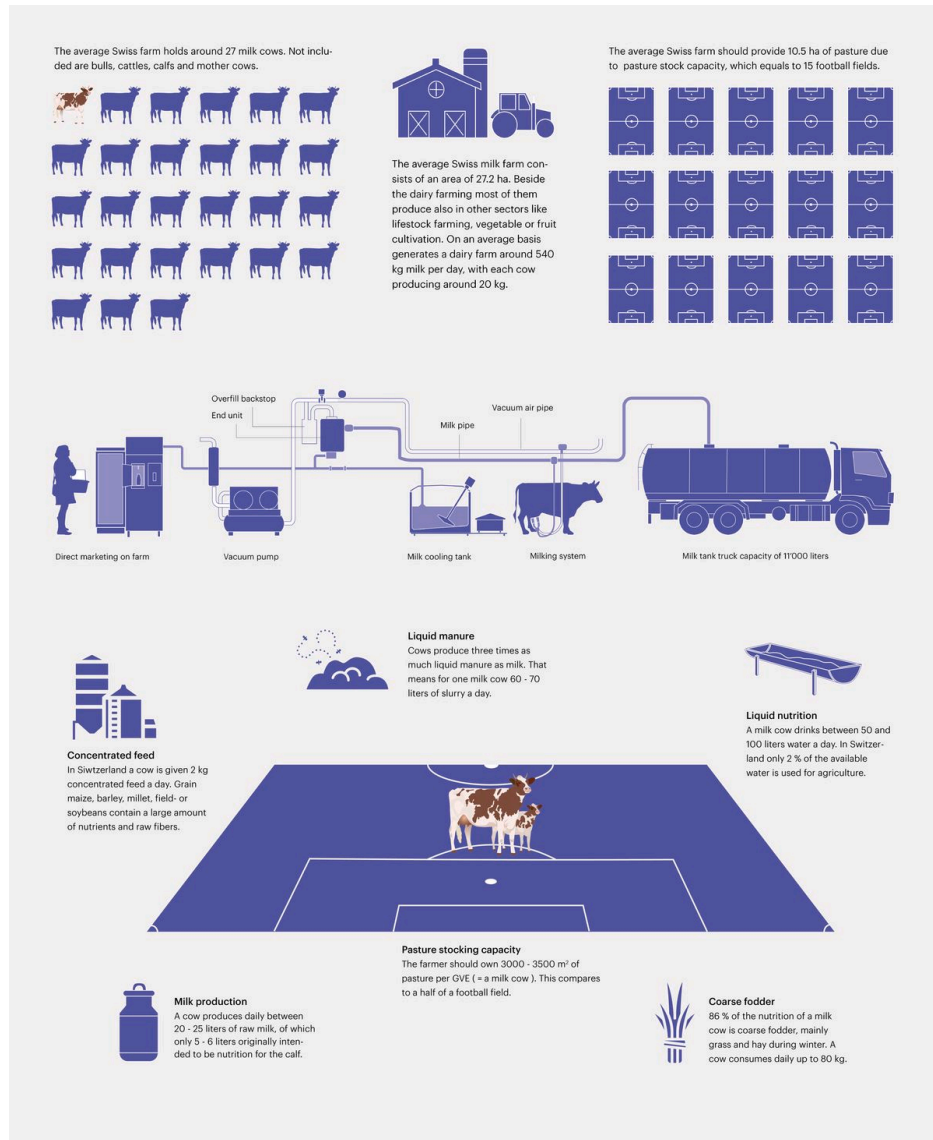 The average Swiss farm holds around 27 milk cows. Not inclu-
ded are bulls, cattles, calfs and mother cows.
The average Swiss milk farm con-
sists of an area of 27.2 ha. Beside
the dairy farming most of them
produce also in other sectors like
lifestock farming, vegetable or fruit
cultivation. On an average basis
generates a dairy farm around 540
kg milk per day, with each cow
producing around 20 kg.
The average Swiss farm should provide 10.5 ha of pasture due
to pasture stock capacity, which equals to 15 football fields.
Overfill backstop
End unit
Milk pipe
Vacuum air pipe
Direct marketing on farm
Vacuum pump
Milk cooling tank
Milking system
Milk tank truck capacity of 11'000 liters
Liquid manure
Cows produce three times as
much liquid manure as milk. That
means for one milk cow 60 - 70
liters of slurry a day.
Liquid nutrition
A milk cow drinks between 50 and
100 liters water a day. In Switzer-
land only 2 % of the available
water is used for agriculture.
Concentrated feed
In Siwtzerland a cow is given 2 kg
concentrated feed a day. Grain
maize, barley, millet, field- or
soybeans contain a large amount
of nutrients and raw fibers.
Pasture stocking capacity
The farmer should own 3000 - 3500 m² of
pasture per GVE ( = a milk cow ). This compares
to a half of a football field.
Milk production
A cow produces daily between
20 - 25 liters of raw milk, of which
only 5 - 6 liters originally inten-
ded to be nutrition for the calf.
Coarse fodder
86 % of the nutrition of a milk
cow is coarse fodder, mainly
grass and hay during winter. A
cow consumes daily up to 80 kg.